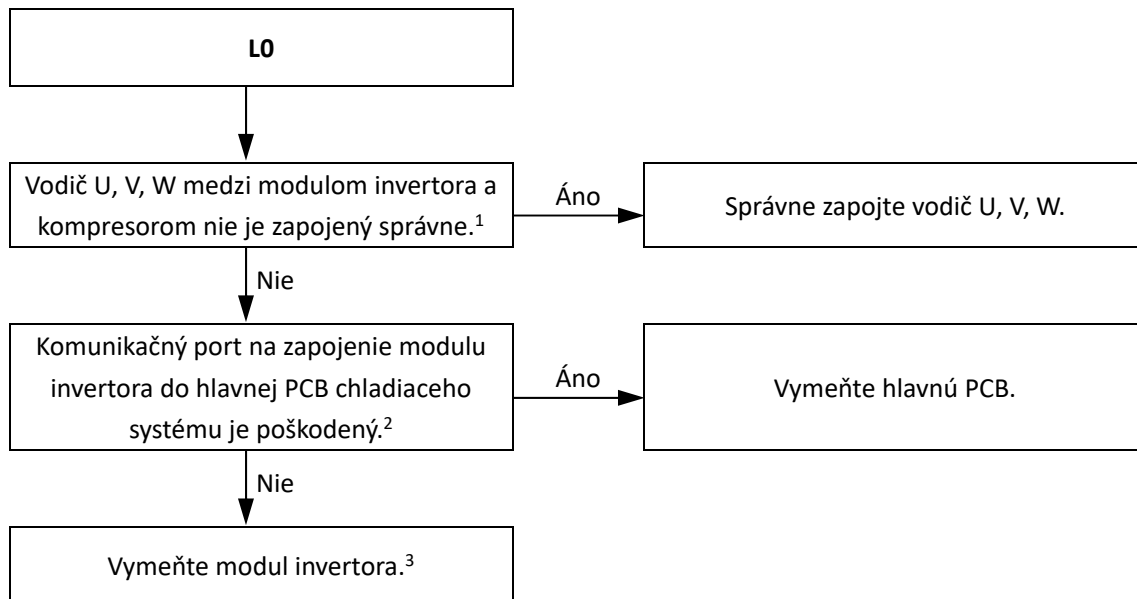 L0
Vodič U, V, W medzi modulom invertora a
kompresorom nie je zapojený správne.¹
Áno
Správne zapojte vodič U, V, W.
Nie
Komunikačný port na zapojenie modulu
invertora do hlavnej PCB chladiaceho
systému je poškodený.²
Áno
Vymeňte hlavnú PCB.
Nie
Vymeňte modul invertora.³